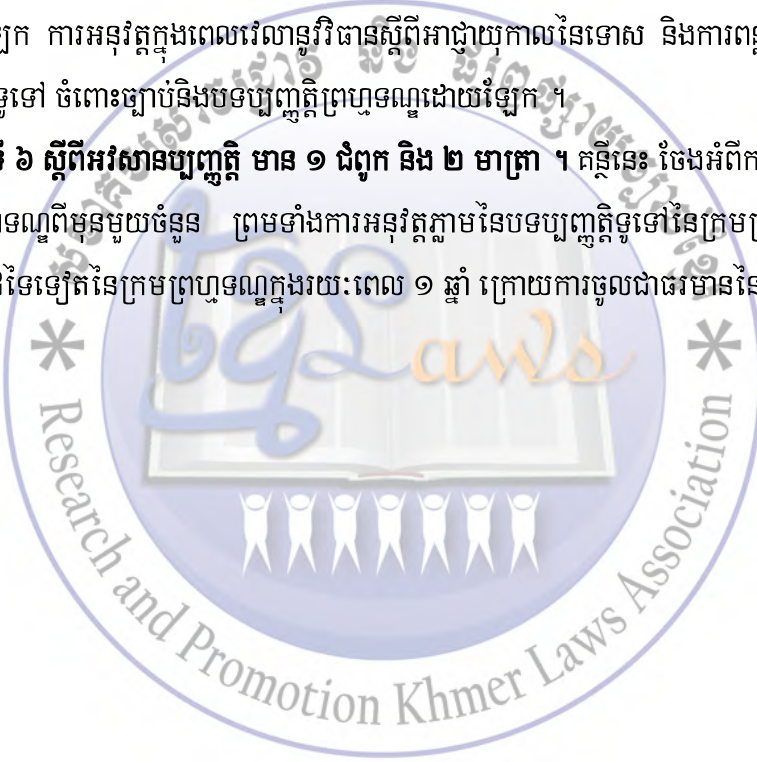 ឡែក ការអនុវត្តក្នុងពេលវេលានូវវិធានស្តីពីអាជ្ញាយុកាលនៃទោស និងការពន្យ
ទូទៅ ចំពោះច្បាប់និងបទប្បញ្ញត្តិព្រហ្មទណ្ឌដោយឡែក ។
ទី ៦ ស្តីពីអវសានប្បញ្ញត្តិ មាន ១ ជំពូក និង ២ មាត្រា ។ គន្ថីនេះ ចែងអំពីក
ទណ្ឌពីមុនមួយចំនួន ព្រមទាំងការអនុវត្តភ្លាមនៃបទប្បញ្ញត្តិទូទៅនៃក្រមព្រ
ដទៃទៀតនៃក្រមព្រហ្មទណ្ឌក្នុងរយៈពេល ១ ឆ្នាំ ក្រោយការចូលជាធរមាននៃ
Laws
Research and Promotion Khmer Laws Association